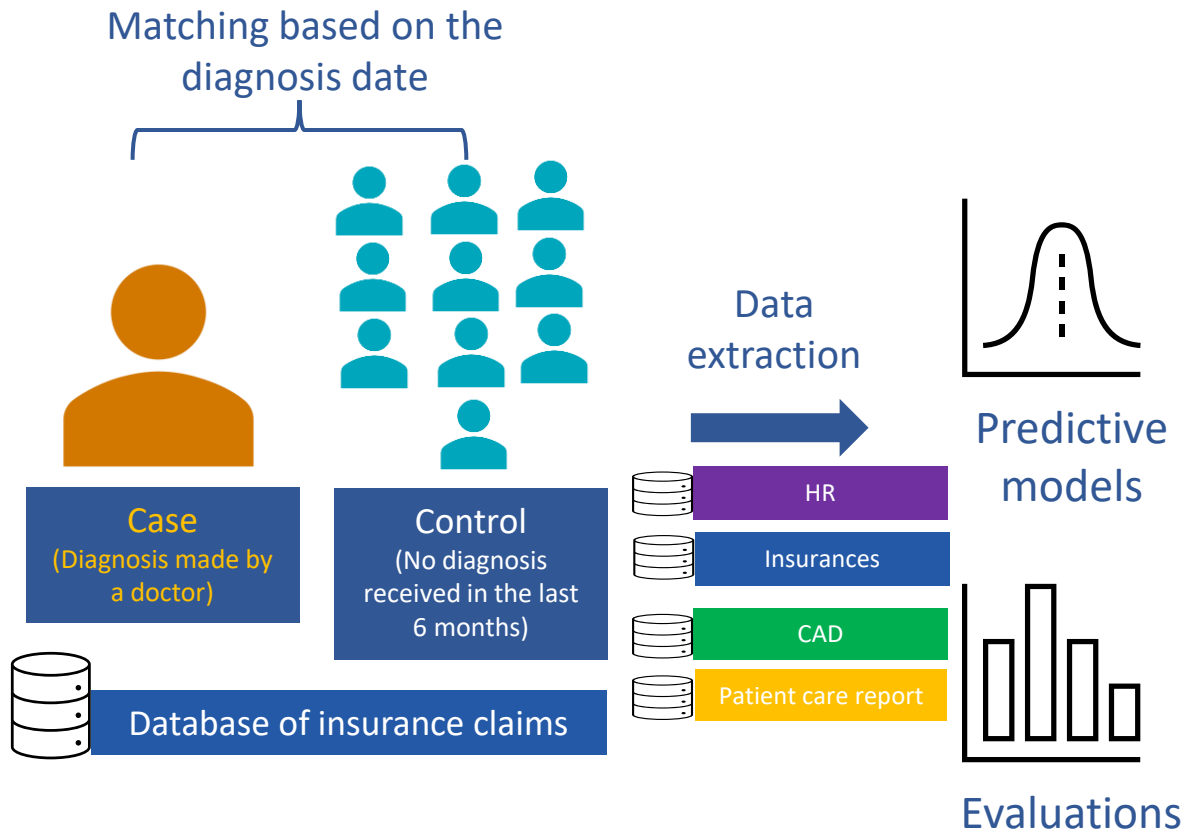 Matching based on the
diagnosis date
Case
(Diagnosis made by
a doctor)
Control
(No diagnosis
received in the last
6 months)
Database of insurance claims
Data
extraction
HR
Insurances
CAD
Patient care report
Predictive
models
Evaluations